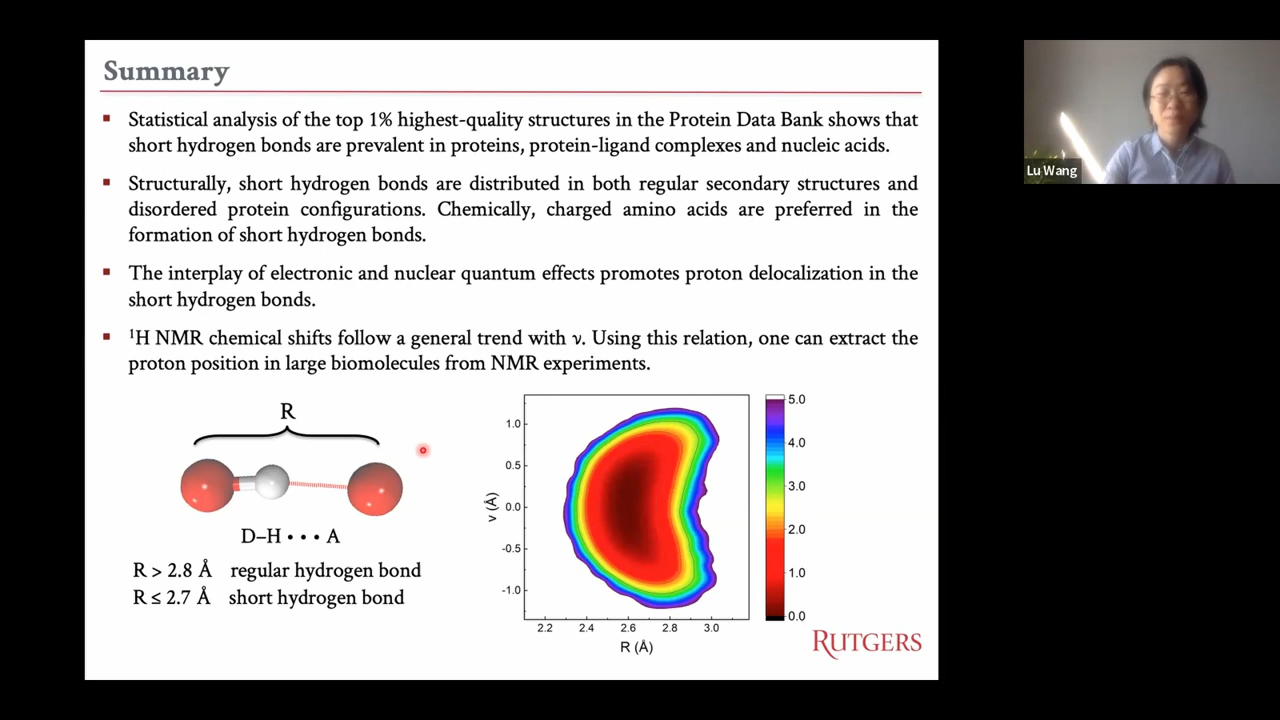 Summary
Statistical analysis of the top 1% highest-quality structures in the Protein Data Bank shows that
short hydrogen bonds are prevalent in proteins, protein-ligand complexes and nucleic acids.
Structurally, short hydrogen bonds are distributed in both regular secondary structures and
disordered protein configurations. Chemically, charged amino acids are preferred in the
formation of short hydrogen bonds.
The interplay of electronic and nuclear quantum effects promotes proton delocalization in the
short hydrogen bonds.
¹H NMR chemical shifts follow a general trend with ν. Using this relation, one can extract the
proton position in large biomolecules from NMR experiments.
R
D–H • • • A
R > 2.8 Å regular hydrogen bond
R ≤ 2.7 Å short hydrogen bond
ν (Å)
1.0
0.5
0.0
-0.5
-1.0
2.2 2.4 2.6 2.8 3.0
R (Å)
5.0
4.0
3.0
2.0
1.0
0.0
RUTGERS
Lu Wang